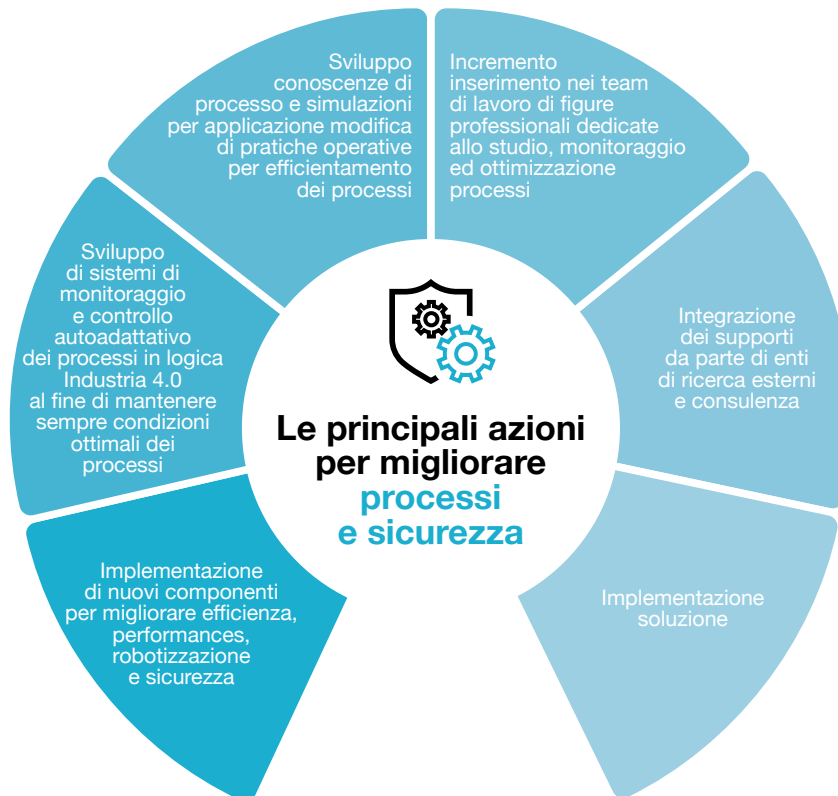 Le principali azioni
per migliorare
processi
e sicurezza
Implementazione
di nuovi componenti
per migliorare efficienza,
performances,
robotizzazione
e sicurezza
Sviluppo
di sistemi di
monitoraggio
e controllo
autoadattativo
dei processi in logica
Industria 4.0
al fine di mantenere
sempre condizioni
ottimali dei
processi
Sviluppo
conoscenze di
processo e simulazioni
per applicazione modifica
di pratiche operative
per efficientamento
dei processi
Incremento
inserimento nei team
di lavoro di figure
professionali dedicate
allo studio, monitoraggio
ed ottimizzazione
processi
Integrazione
dei supporti
da parte di enti
di ricerca esterni
e consulenza
Implementazione
soluzione